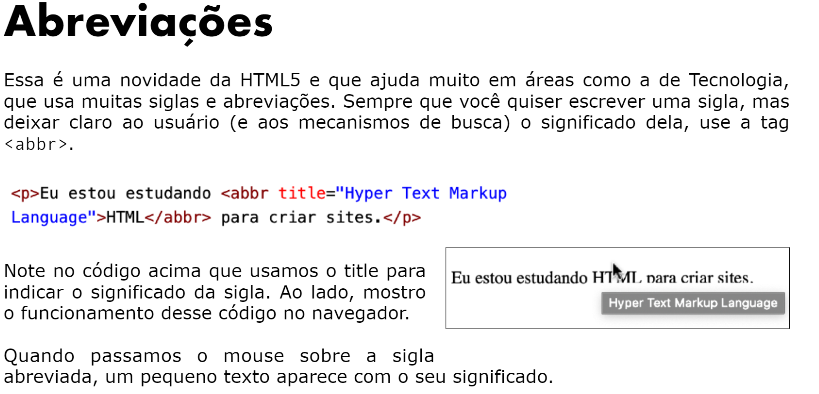 Abreviações
Essa é uma novidade da HTML5 e que ajuda muito em áreas como a de Tecnologia,
que usa muitas siglas e abreviações. Sempre que você quiser escrever uma sigla, mas
deixar claro ao usuário (e aos mecanismos de busca) o significado dela, use a tag
<abbr>.
<p>Eu estou estudando <abbr title="Hyper Text Markup
Language">HTML</abbr> para criar sites.</p>
Note no código acima que usamos o title para
indicar o significado da sigla. Ao lado, mostro
o funcionamento desse código no navegador.
Eu estou estudando HTML para criar sites.
Hyper Text Markup Language
Quando passamos o mouse sobre a sigla
abreviada, um pequeno texto aparece com o seu significado.